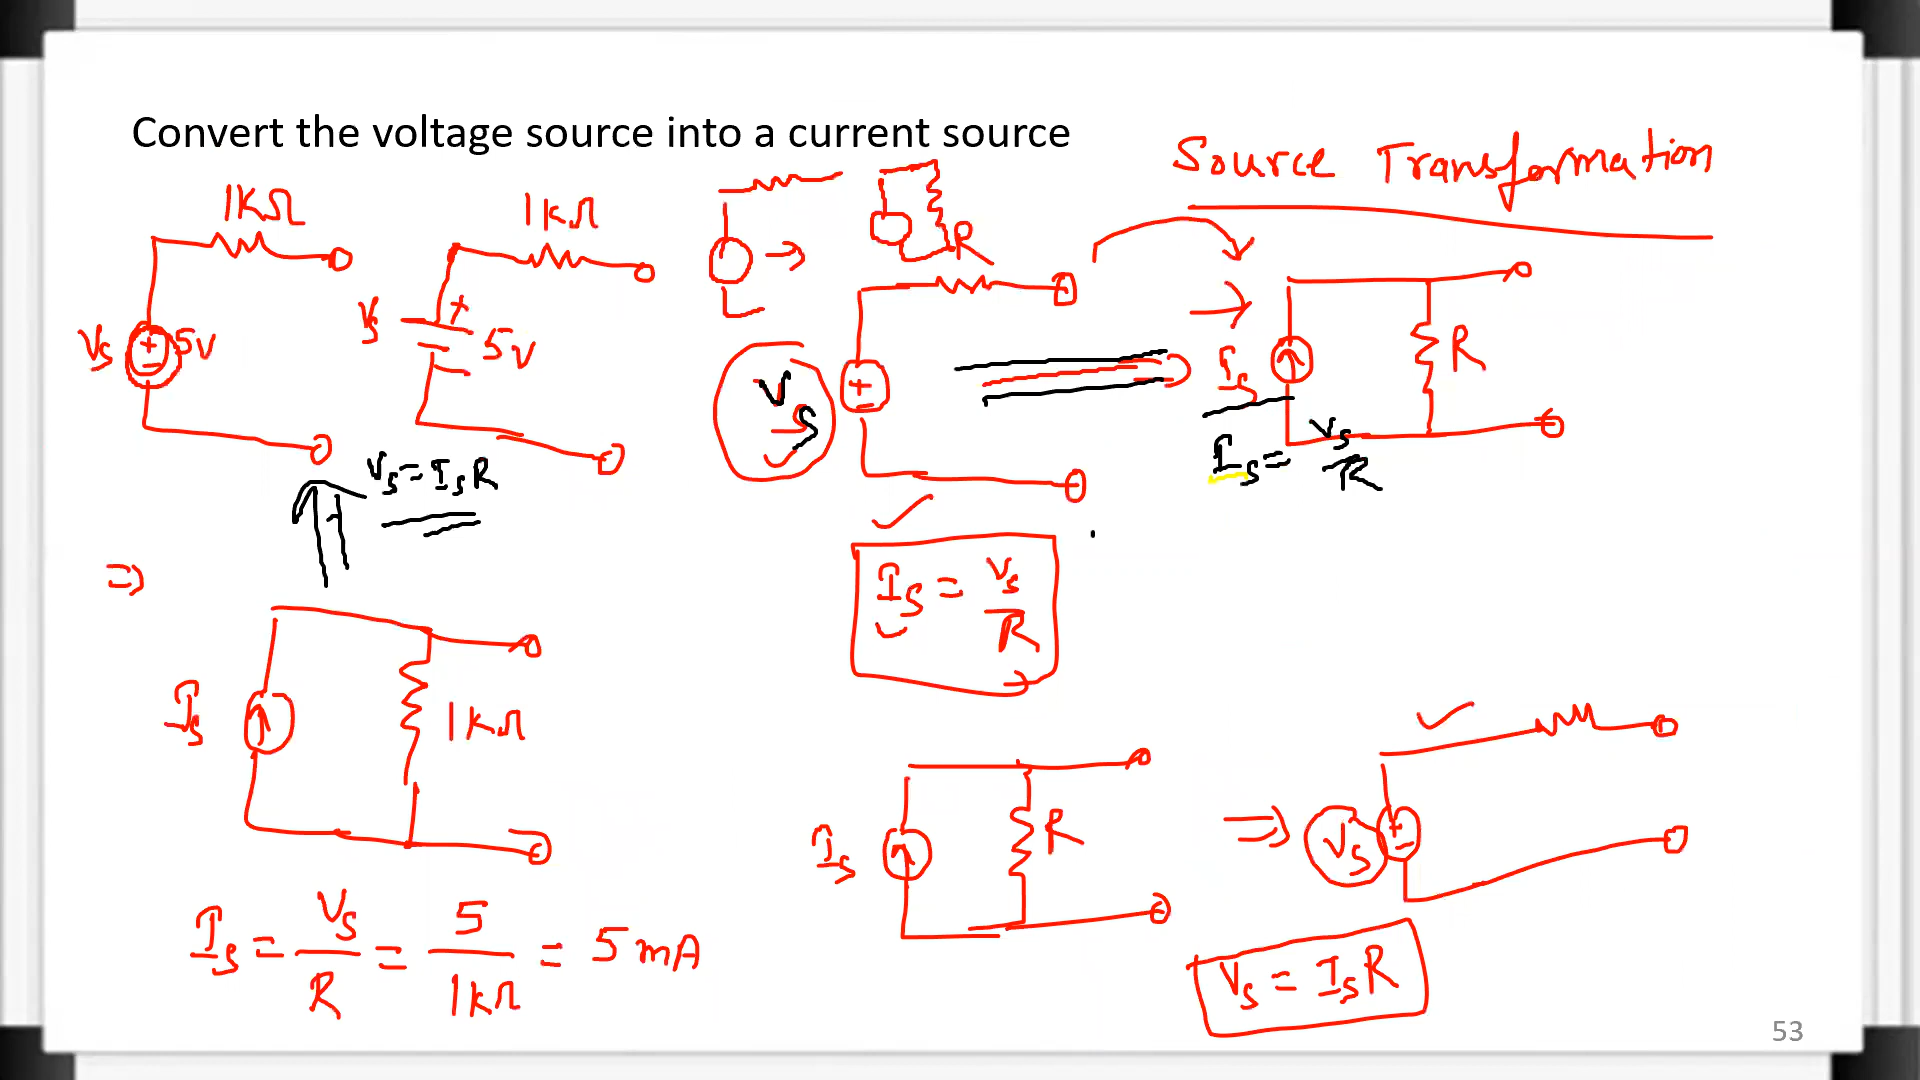 Convert the voltage source into a current source
Source Transformation
1KΩ
1KΩ
R
Vs
+
-
5V
Vs
+
5V
Vs
+
-
Is
R
Is = Vs/R
Vs = IsR
⇒
Is = Vs/R
Is
1KΩ
Is
R
⇒
Vs
+
-
Is = Vs/R = 5/1KΩ = 5mA
Vs = IsR
53